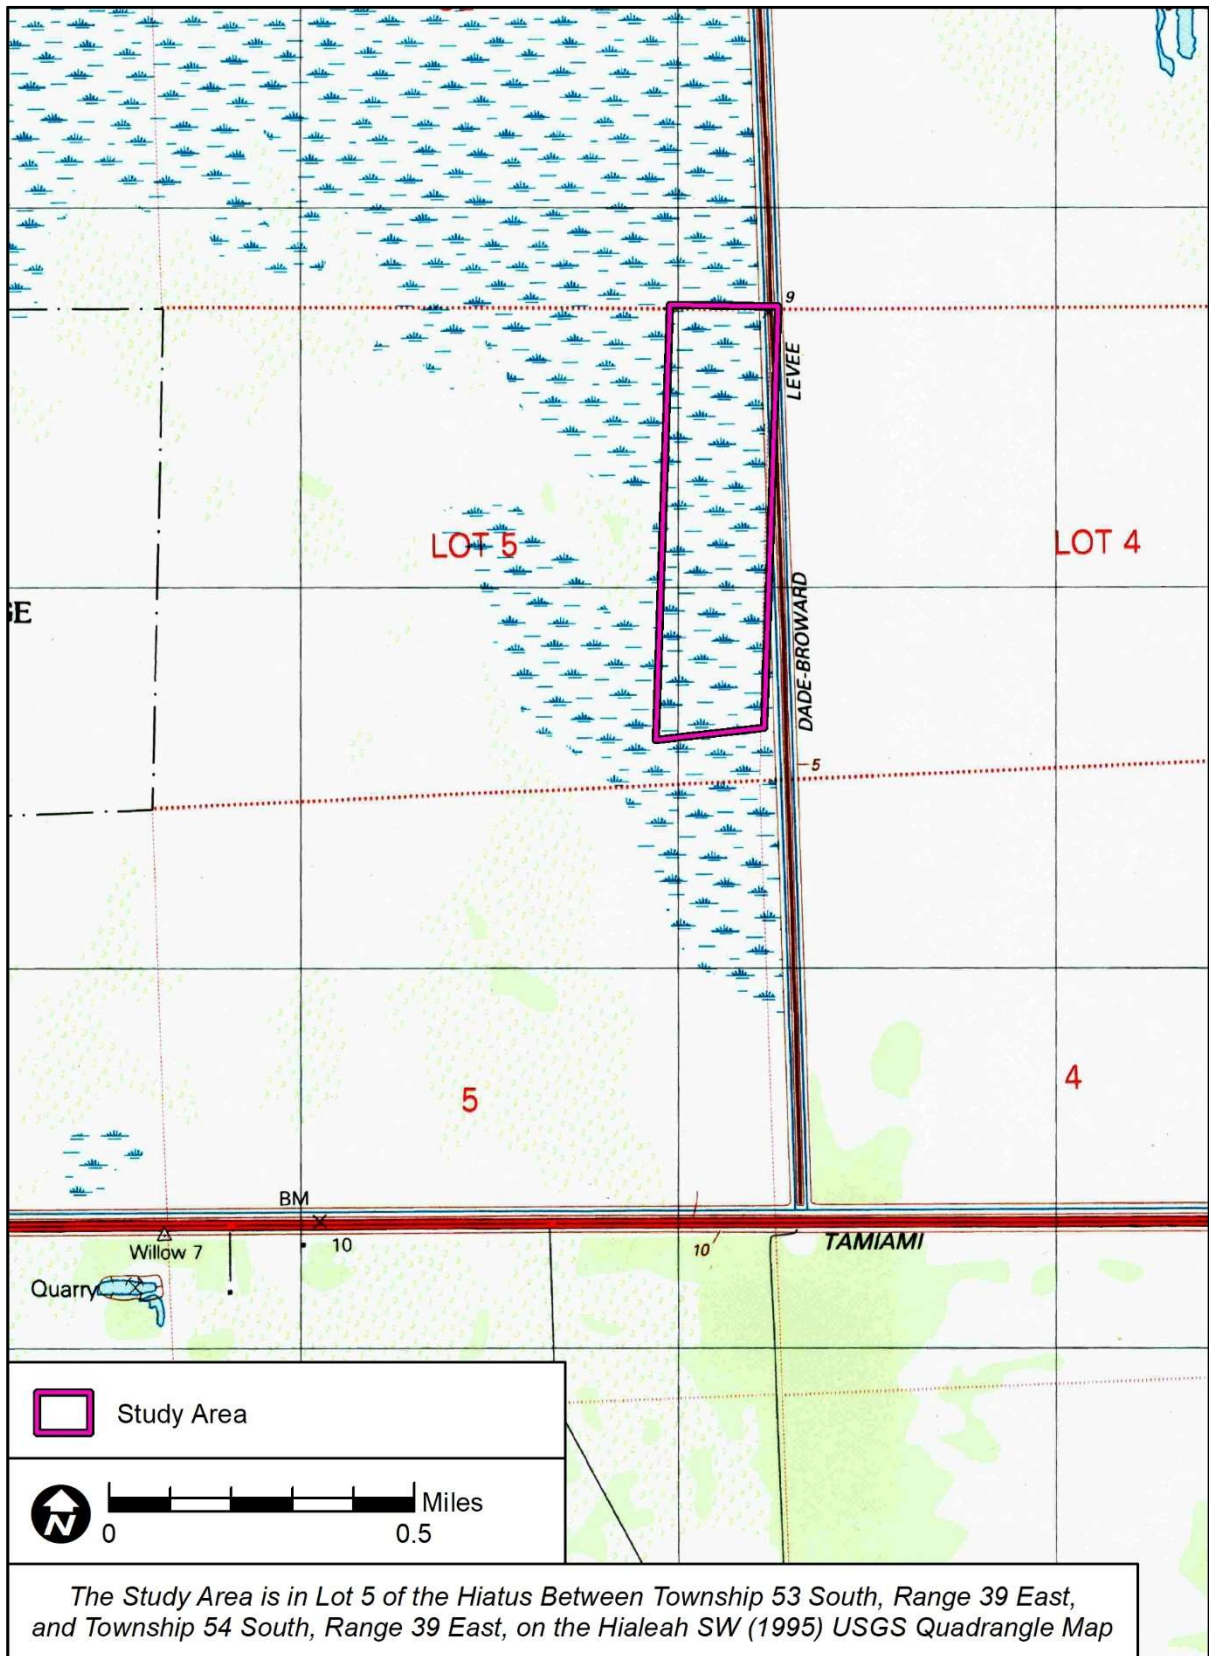 9
LEVEE
LOT 5
LOT 4
GE
DADE-BROWARD
5
4
5
BM
Willow 7
10
10
TAMIAMI
Quarry
Study Area
N
Miles
0 0.5
The Study Area is in Lot 5 of the Hiatus Between Township 53 South, Range 39 East,
and Township 54 South, Range 39 East, on the Hialeah SW (1995) USGS Quadrangle Map